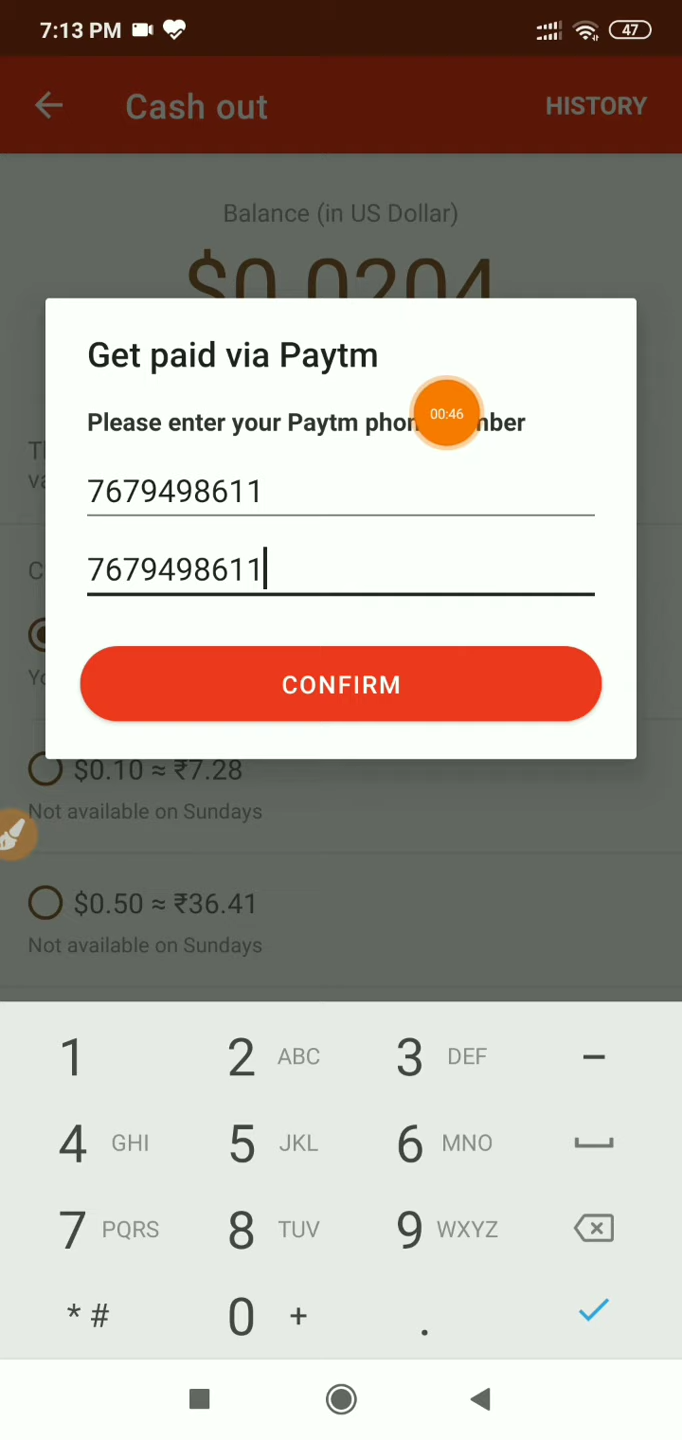 7:13 PM 47
Cash out HISTORY
Balance (in US Dollar)
$0.0204
Get paid via Paytm
Please enter your Paytm 00:46
7679498611
7679498611
CONFIRM
$0.10 ≈ ₹7.28
Not available on Sundays
$0.50 ≈ ₹36.41
Not available on Sundays
1 2 ABC 3 DEF –
4 GHI 5 JKL 6 MNO
7 PQRS 8 TUV 9 WXYZ
* # 0 + .